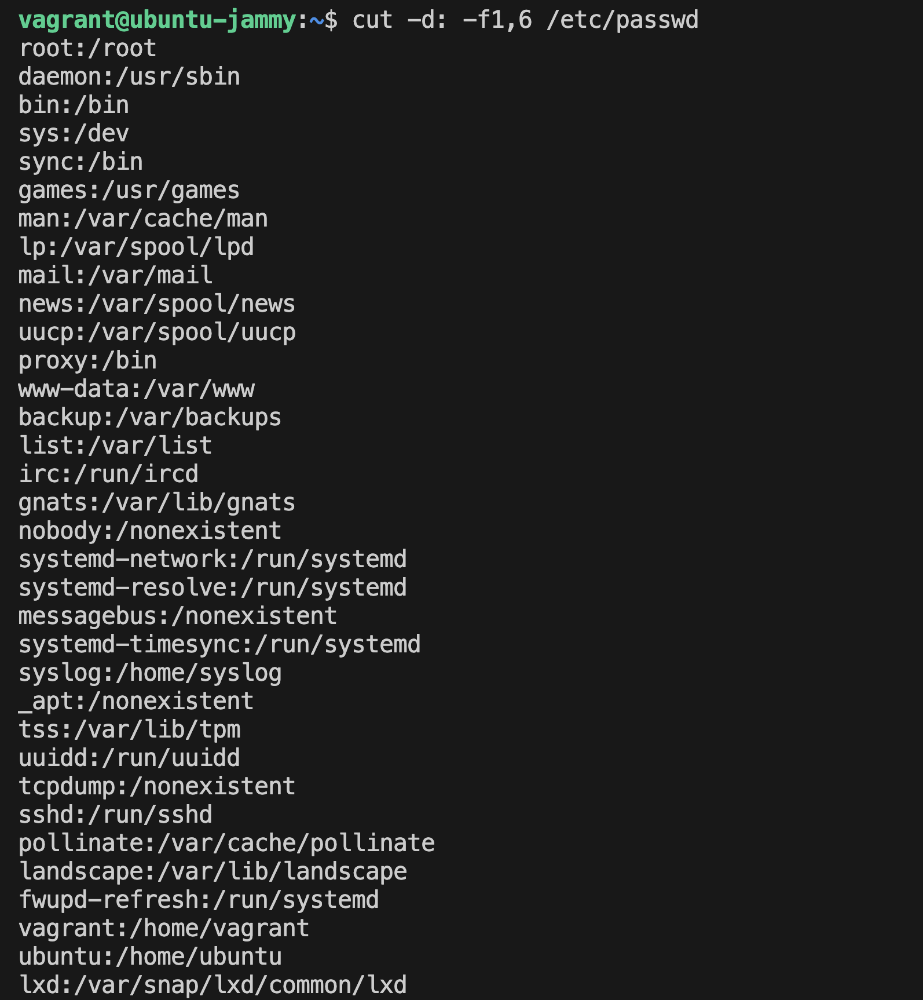 vagrant@ubuntu-jammy:~$ cut -d: -f1,6 /etc/passwd
root:/root
daemon:/usr/sbin
bin:/bin
sys:/dev
sync:/bin
games:/usr/games
man:/var/cache/man
lp:/var/spool/lpd
mail:/var/mail
news:/var/spool/news
uucp:/var/spool/uucp
proxy:/bin
www-data:/var/www
backup:/var/backups
list:/var/list
irc:/run/ircd
gnats:/var/lib/gnats
nobody:/nonexistent
systemd-network:/run/systemd
systemd-resolve:/run/systemd
messagebus:/nonexistent
systemd-timesync:/run/systemd
syslog:/home/syslog
_apt:/nonexistent
tss:/var/lib/tpm
uuidd:/run/uuidd
tcpdump:/nonexistent
sshd:/run/sshd
pollinate:/var/cache/pollinate
landscape:/var/lib/landscape
fwupd-refresh:/run/systemd
vagrant:/home/vagrant
ubuntu:/home/ubuntu
lxd:/var/snap/lxd/common/lxd